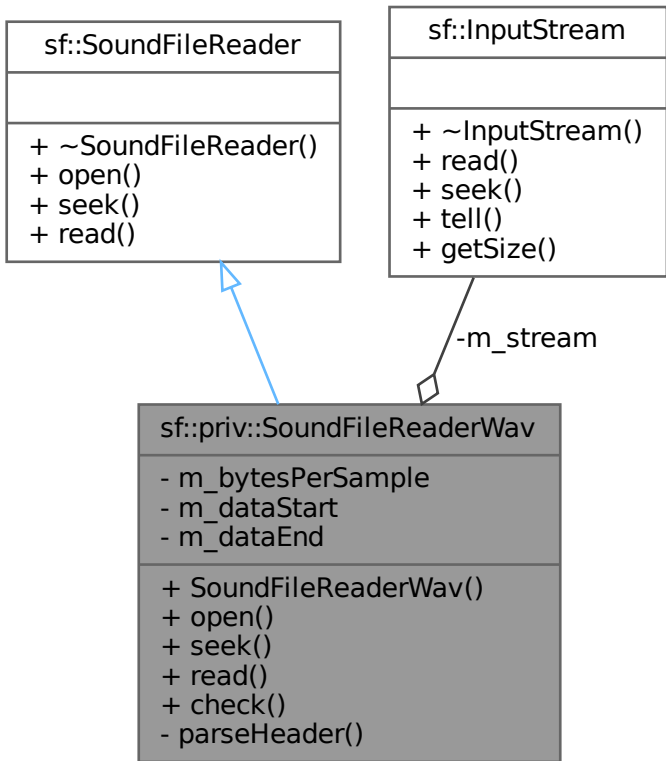 sf::SoundFileReader
+ ~SoundFileReader()
+ open()
+ seek()
+ read()
sf::InputStream
+ ~InputStream()
+ read()
+ seek()
+ tell()
+ getSize()
-m_stream
sf::priv::SoundFileReaderWav
- m_bytesPerSample
- m_dataStart
- m_dataEnd
+ SoundFileReaderWav()
+ open()
+ seek()
+ read()
+ check()
- parseHeader()